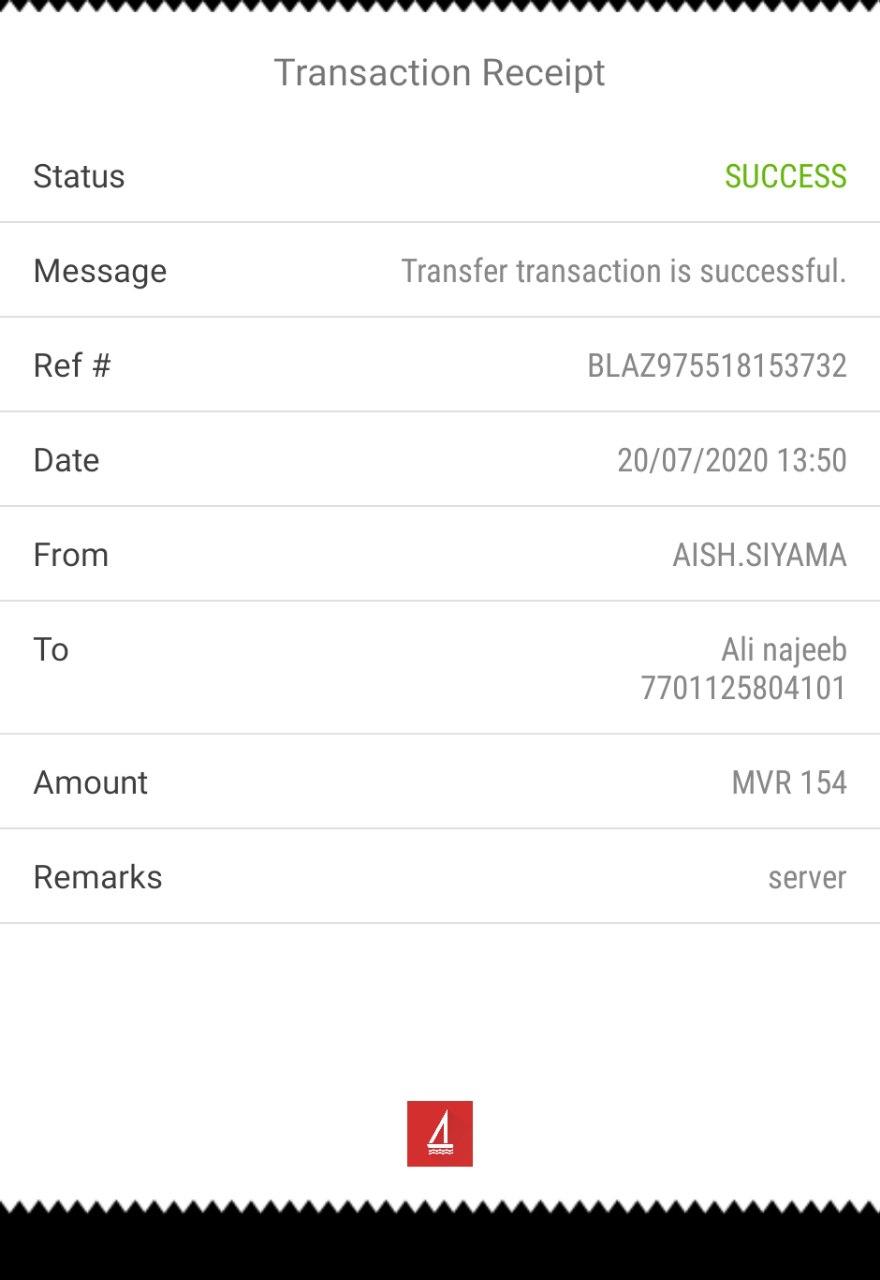 Transaction Receipt
Status SUCCESS
Message Transfer transaction is successful.
Ref # BLAZ975518153732
Date 20/07/2020 13:50
From AISH.SIYAMA
To Ali najeeb
7701125804101
Amount MVR 154
Remarks server